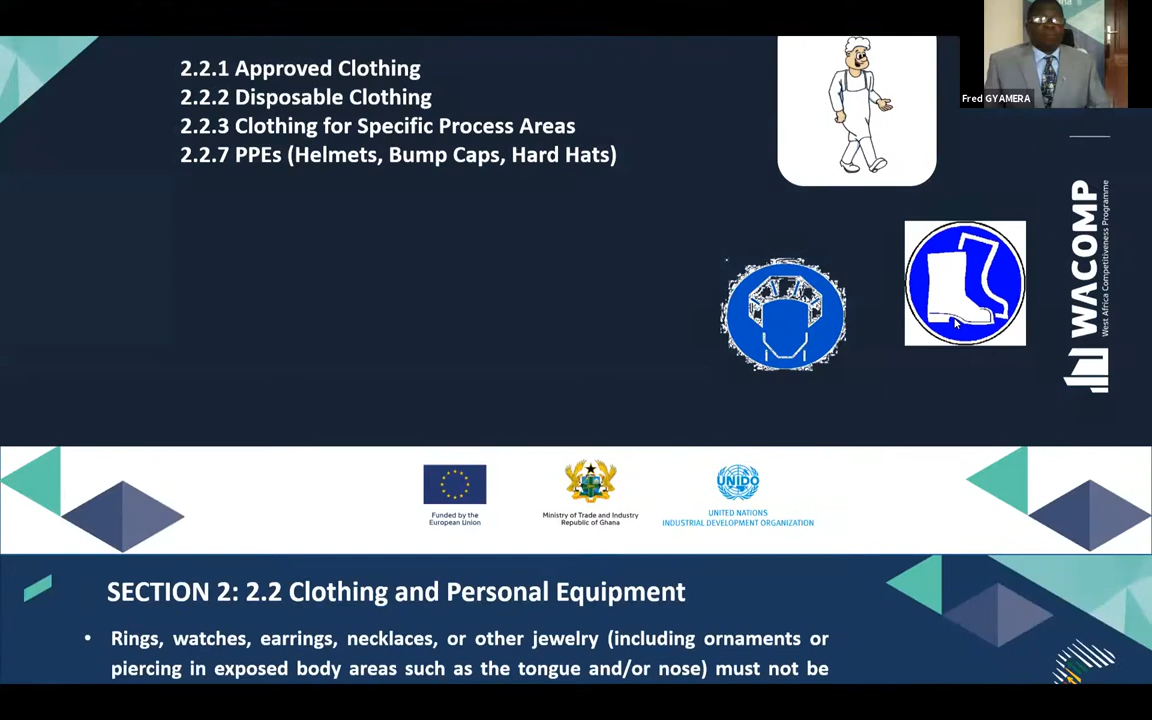 2.2.1 Approved Clothing
2.2.2 Disposable Clothing
2.2.3 Clothing for Specific Process Areas
2.2.7 PPEs (Helmets, Bump Caps, Hard Hats)
Fred GYAMERA
WACOMP
West Africa Competitiveness Programme
Funded by the
European Union
Ministry of Trade and Industry
Republic of Ghana
UNIDO
UNITED NATIONS
INDUSTRIAL DEVELOPMENT ORGANIZATION
SECTION 2: 2.2 Clothing and Personal Equipment
• Rings, watches, earrings, necklaces, or other jewelry (including ornaments or
piercing in exposed body areas such as the tongue and/or nose) must not be